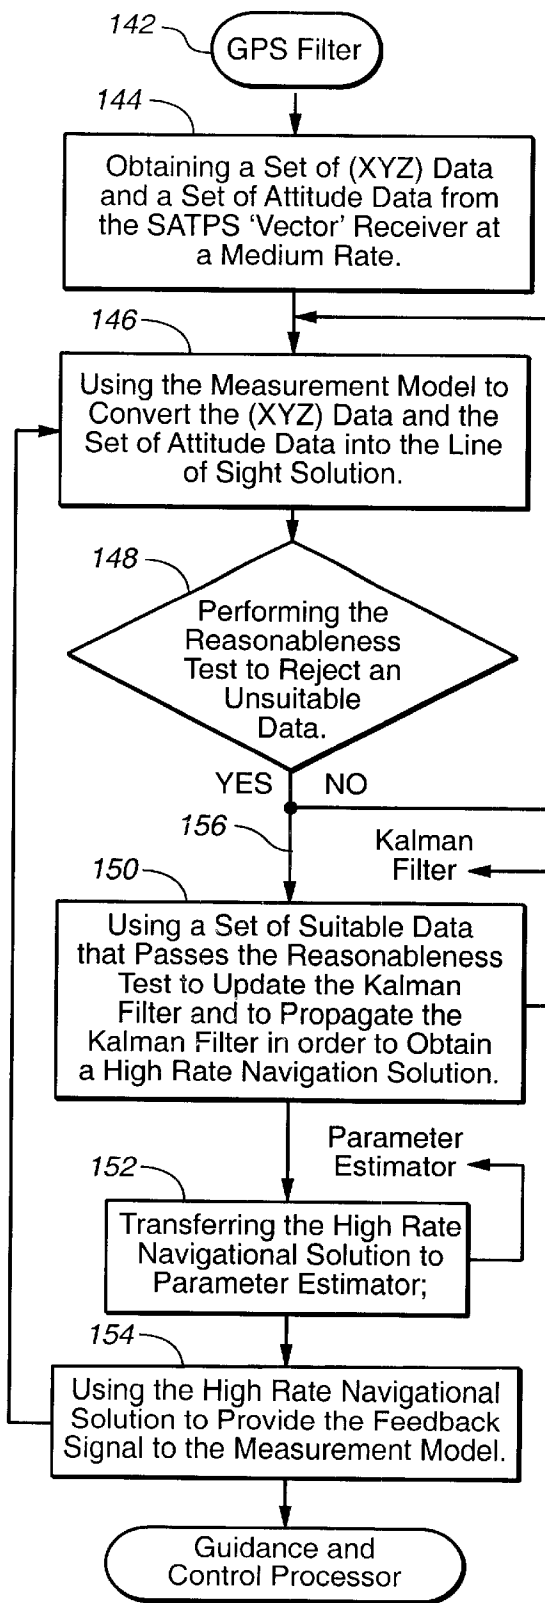 142
GPS Filter
144
Obtaining a Set of (XYZ) Data
and a Set of Attitude Data from
the SATPS 'Vector' Receiver at
a Medium Rate.
146
Using the Measurement Model to
Convert the (XYZ) Data and the
Set of Attitude Data into the Line
of Sight Solution.
148
Performing the
Reasonableness
Test to Reject an
Unsuitable
Data.
YES NO
156
Kalman
Filter
150
Using a Set of Suitable Data
that Passes the Reasonableness
Test to Update the Kalman
Filter and to Propagate the
Kalman Filter in order to Obtain
a High Rate Navigation Solution.
Parameter
Estimator
152
Transferring the High Rate
Navigational Solution to
Parameter Estimator;
154
Using the High Rate Navigational
Solution to Provide the Feedback
Signal to the Measurement Model.
Guidance and
Control Processor